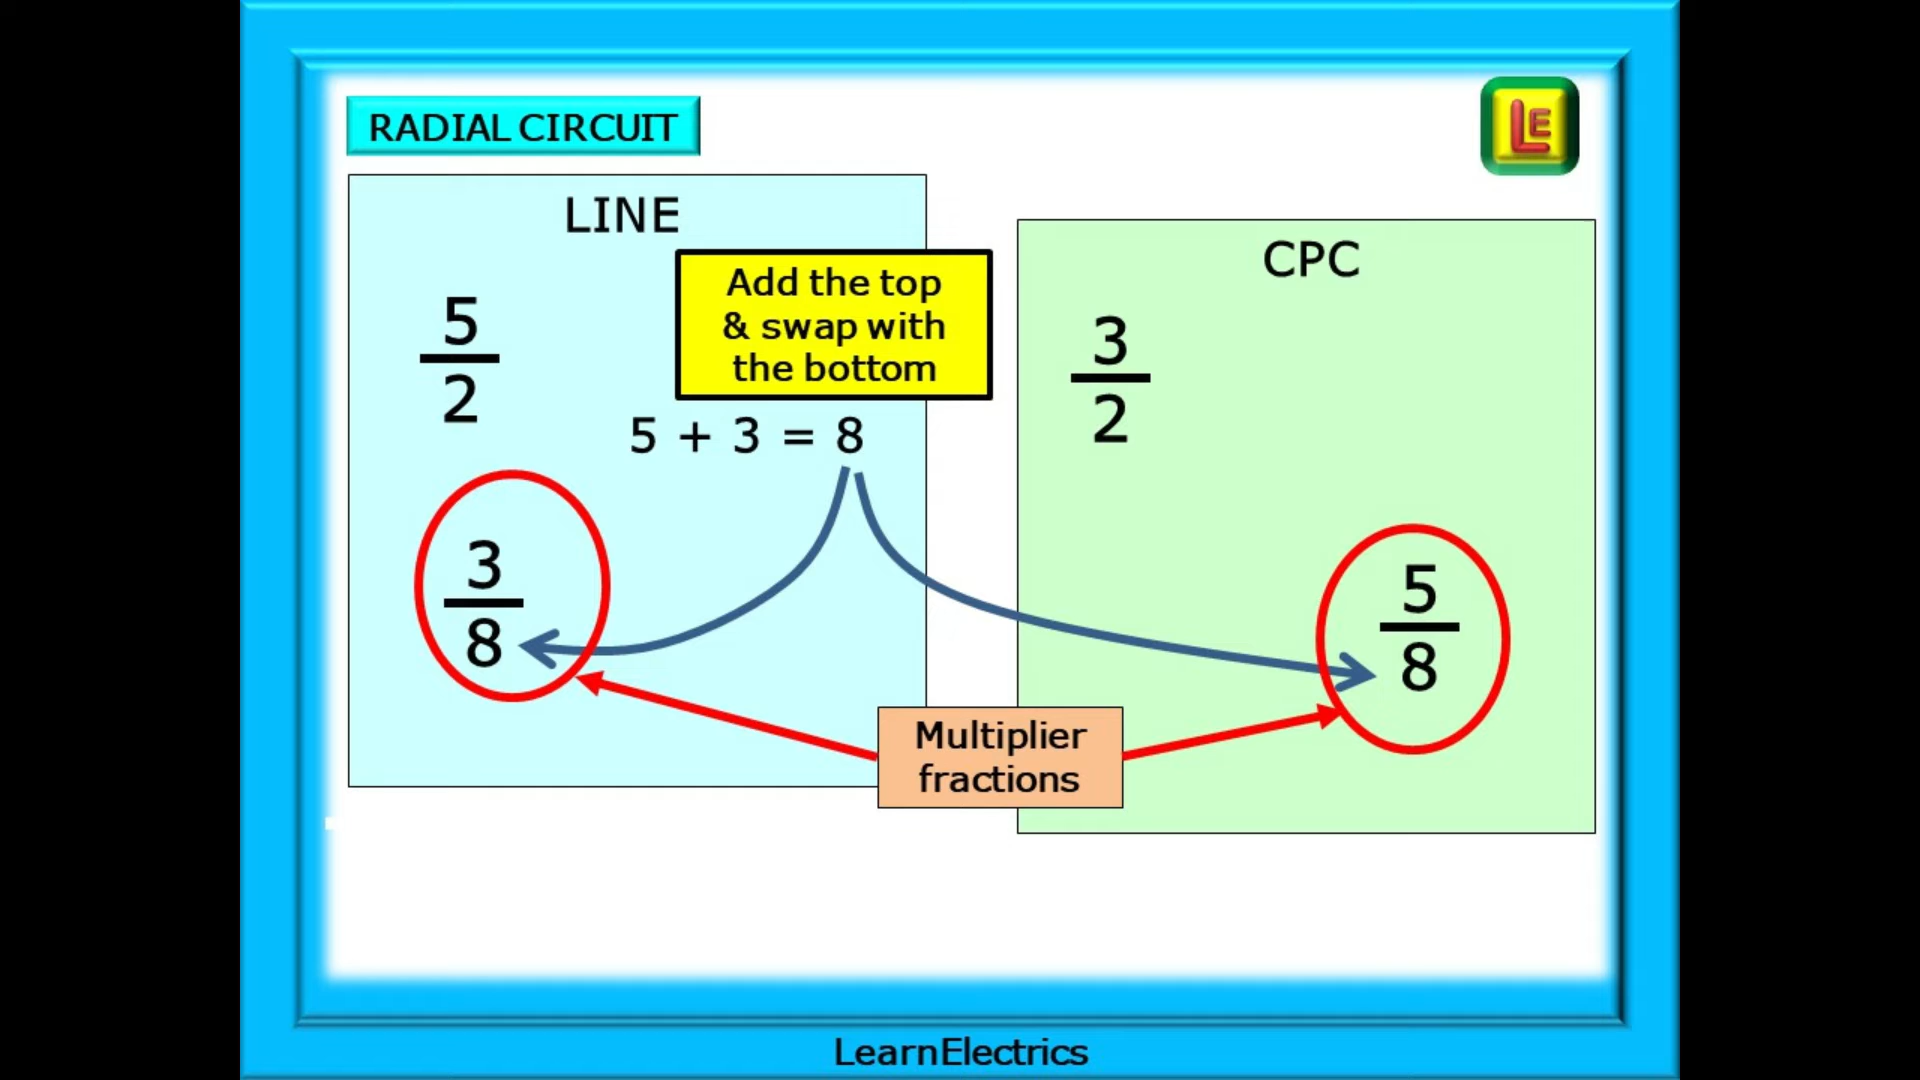 RADIAL CIRCUIT
LE
LINE
CPC
Add the top
& swap with
the bottom
5
2
3
2
5 + 3 = 8
3
8
5
8
Multiplier
fractions
LearnElectrics